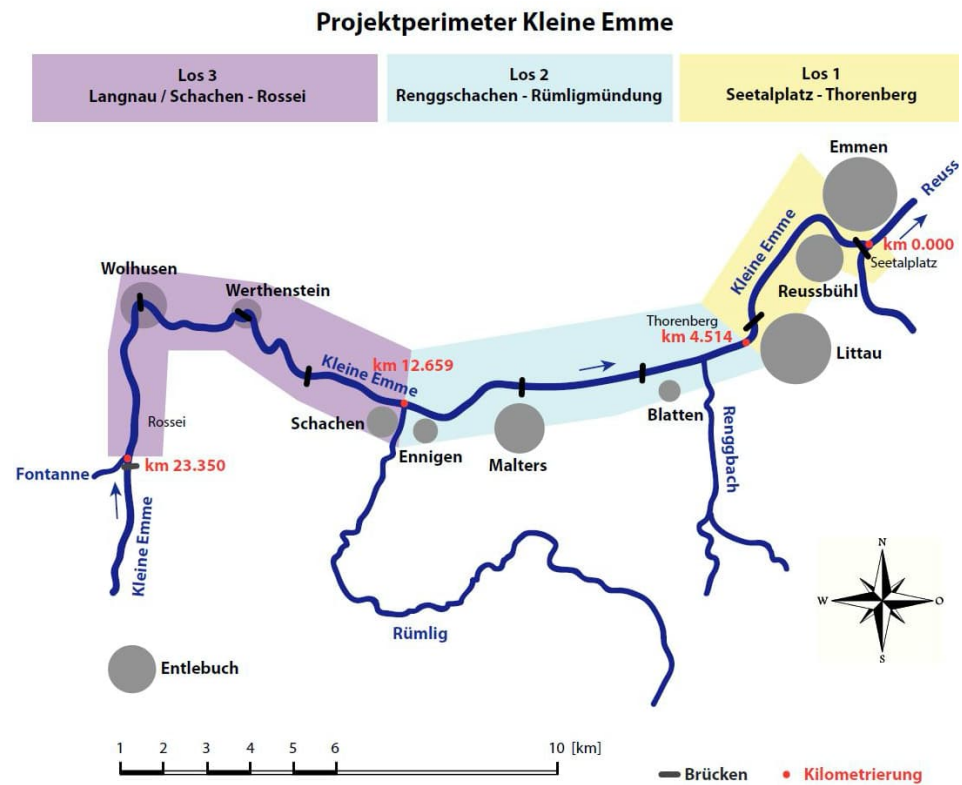 Projektperimeter Kleine Emme
Los 3
Langnau / Schachen - Rossei
Los 2
Renggschachen - Rümligmündung
Los 1
Seetalplatz - Thorenberg
Emmen
Reuss
Kleine Emme
km 0.000
Seetalplatz
Reussbühl
Wolhusen
Werthenstein
Thorenberg
km 4.514
Littau
km 12.659
Kleine Emme
Blatten
Rossei
Schachen
Ennigen
Malters
Renggbach
km 23.350
Fontanne
Kleine Emme
Rümlig
N
W
O
S
Entlebuch
1 2 3 4 5 6 10 [km]
Brücken
Kilometrierung